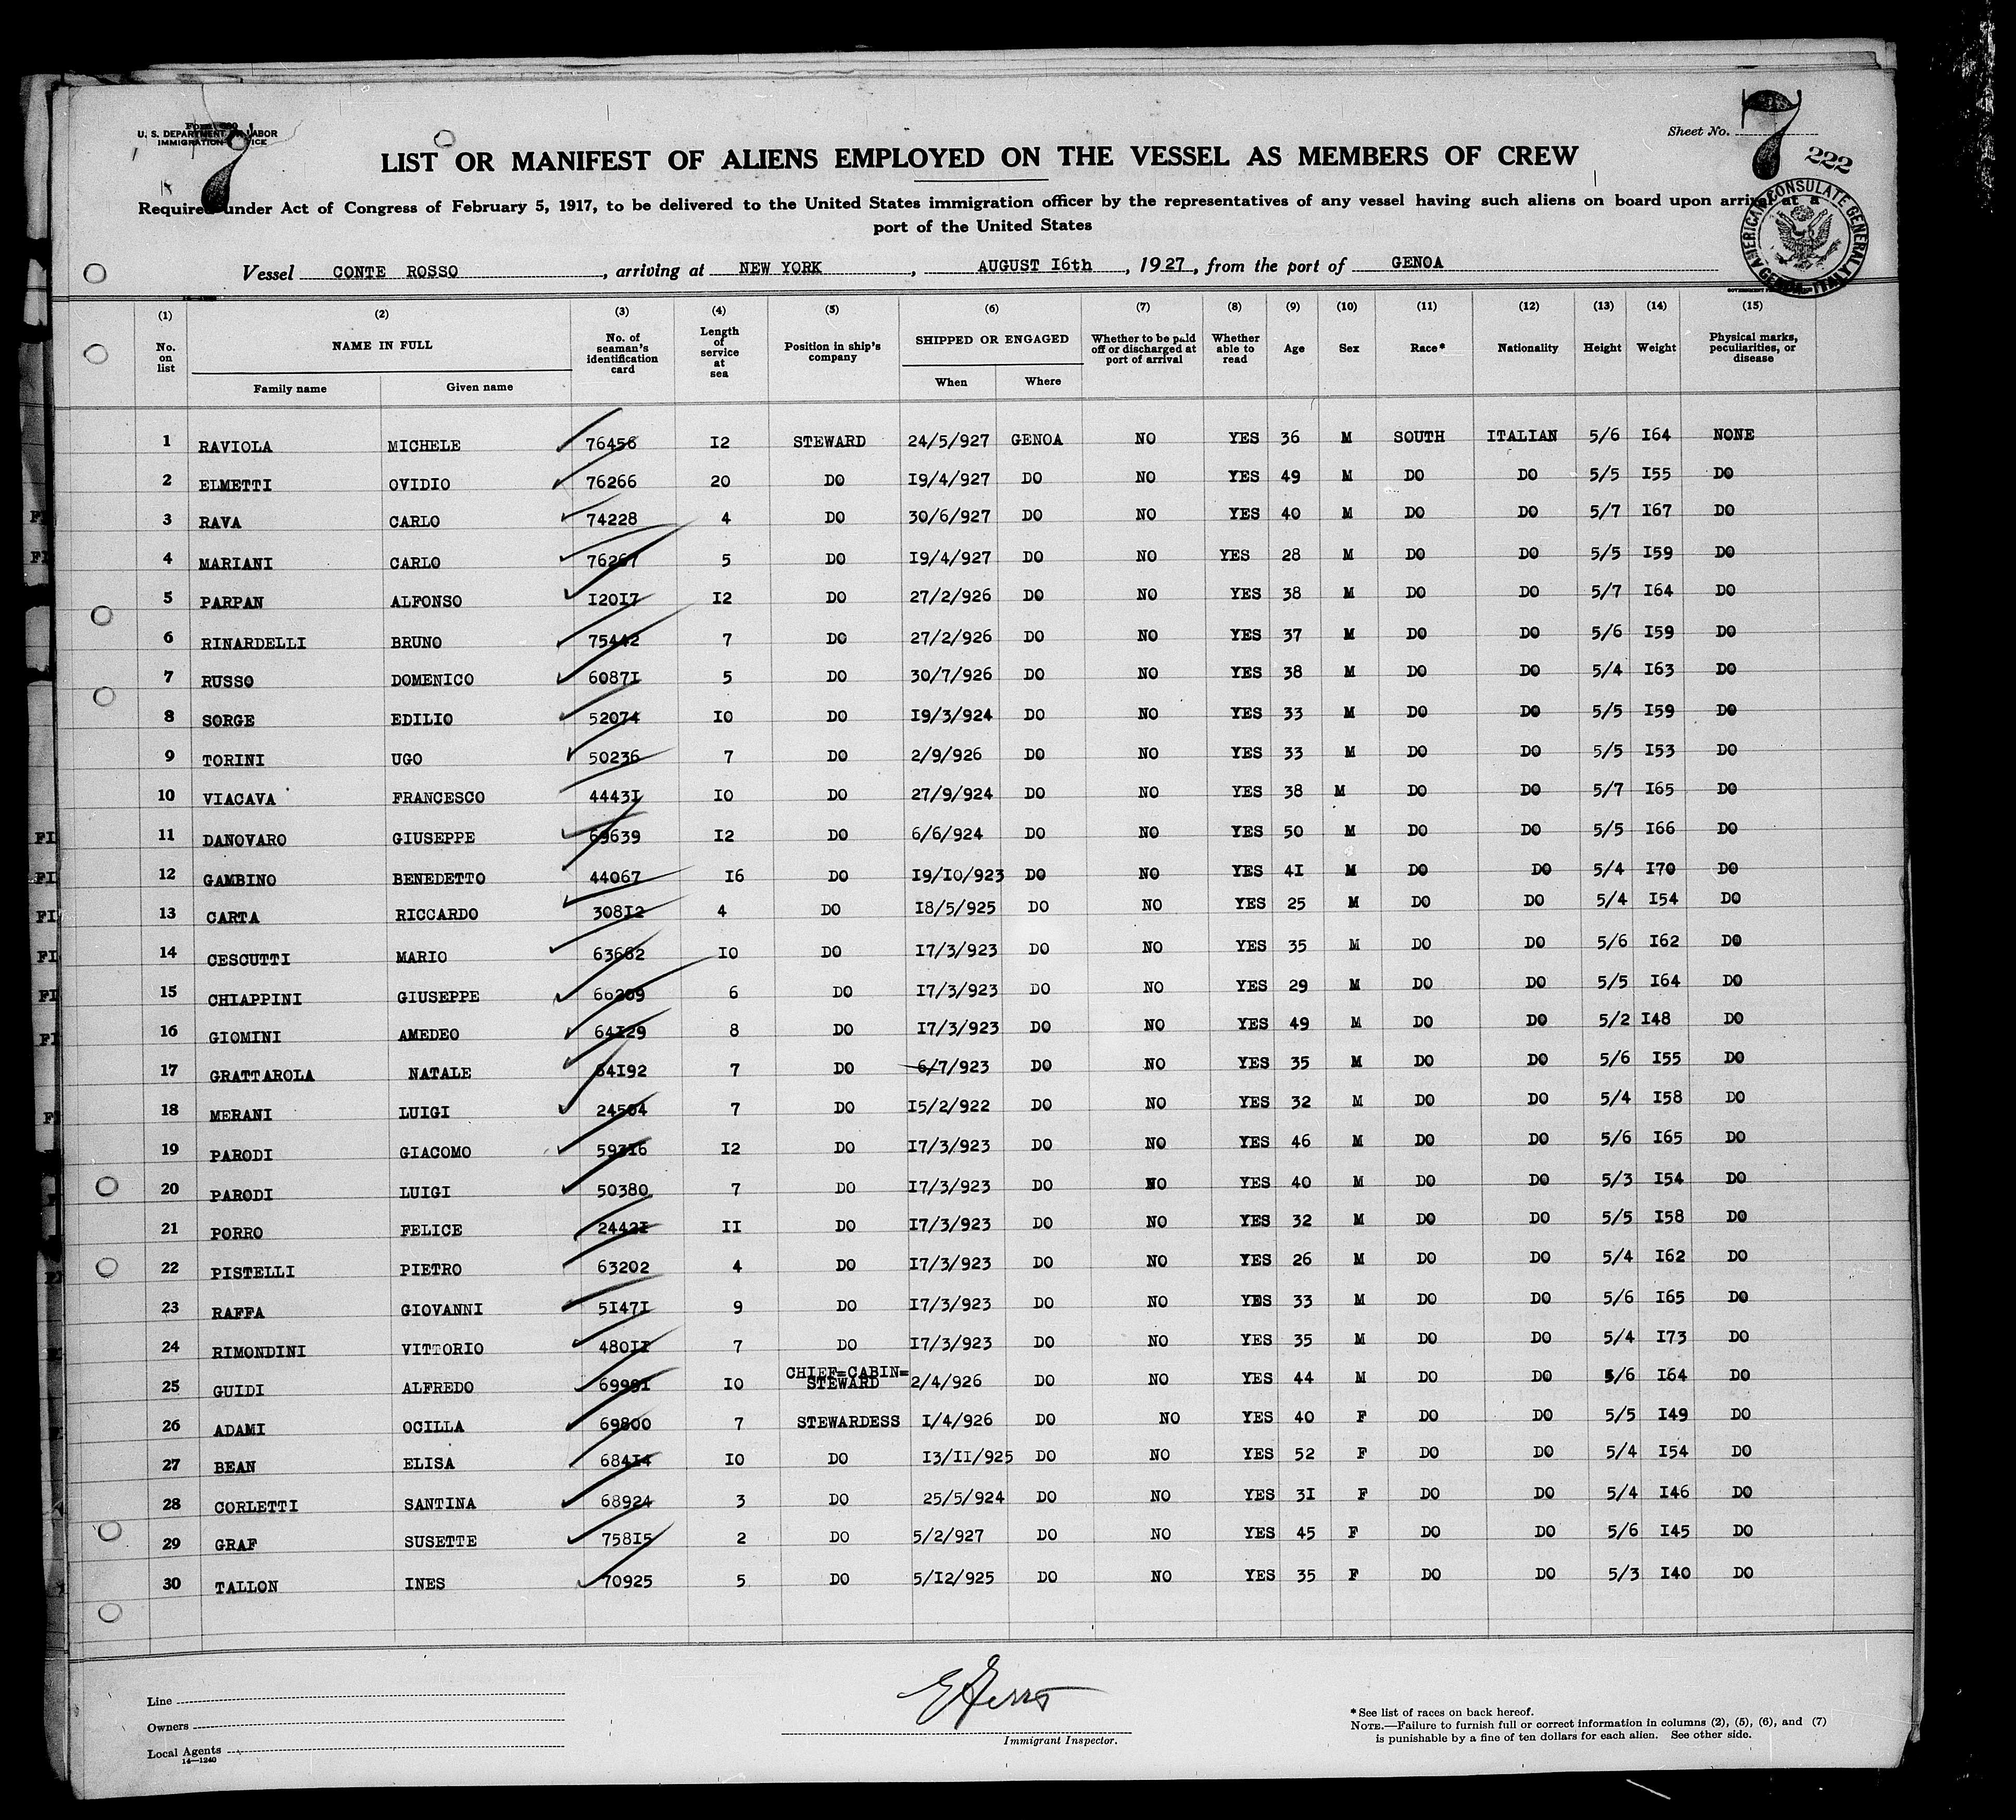 Form 689
U. S. DEPARTMENT OF LABOR
IMMIGRATION SERVICE
7
Sheet No. 7
222
LIST OR MANIFEST OF ALIENS EMPLOYED ON THE VESSEL AS MEMBERS OF CREW
Required under Act of Congress of February 5, 1917, to be delivered to the United States immigration officer by the representatives of any vessel having such aliens on board upon arrival at a
port of the United States
AMERICAN CONSULATE GENERAL GENOA-ITALY
Vessel CONTE ROSSO, arriving at NEW YORK, AUGUST I6th, 1927, from the port of GENOA
(1) (2) (3) (4) (5) (6) (7) (8) (9) (10) (11) (12) (13) (14) (15)
No. on list NAME IN FULL Family name Given name No. of seaman's identification card Length of service at sea Position in ship's company SHIPPED OR ENGAGED When Where Whether to be paid off or discharged at port of arrival Whether able to read Age Sex Race* Nationality Height Weight Physical marks, peculiarities, or disease
1 RAVIOLA MICHELE 76456 I2 STEWARD 24/5/927 GENOA NO YES 36 M SOUTH ITALIAN 5/6 I64 NONE
2 ELMETTI OVIDIO 76266 20 DO I9/4/927 DO NO YES 49 M DO DO 5/5 I55 DO
3 RAVA CARLO 74228 4 DO 30/6/927 DO NO YES 40 M DO DO 5/7 I67 DO
4 MARIANI CARLO 76267 5 DO I9/4/927 DO NO YES 28 M DO DO 5/5 I59 DO
5 PARPAN ALFONSO I20I7 I2 DO 27/2/926 DO NO YES 38 M DO DO 5/7 I64 DO
6 RINARDELLI BRUNO 75442 7 DO 27/2/926 DO NO YES 37 M DO DO 5/6 I59 DO
7 RUSSO DOMENICO 6087I 5 DO 30/7/926 DO NO YES 38 M DO DO 5/4 I63 DO
8 SORGE EDILIO 52074 I0 DO I9/3/924 DO NO YES 33 M DO DO 5/5 I59 DO
9 TORINI UGO 50236 7 DO 2/9/926 DO NO YES 33 M DO DO 5/5 I53 DO
10 VIACAVA FRANCESCO 4443I I0 DO 27/9/924 DO NO YES 38 M DO DO 5/7 I65 DO
11 DANOVARO GIUSEPPE 69639 I2 DO 6/6/924 DO NO YES 50 M DO DO 5/5 I66 DO
12 GAMBINO BENEDETTO 44067 I6 DO I9/I0/923 DO NO YES 4I M DO DO 5/4 I70 DO
13 CARTA RICCARDO 308I2 4 DO I8/5/925 DO NO YES 25 M DO DO 5/4 I54 DO
14 CESCUTTI MARIO 63662 I0 DO I7/3/923 DO NO YES 35 M DO DO 5/6 I62 DO
15 CHIAPPINI GIUSEPPE 66209 6 DO I7/3/923 DO NO YES 29 M DO DO 5/5 I64 DO
16 GIOMINI AMEDEO 64I29 8 DO I7/3/923 DO NO YES 49 M DO DO 5/2 I48 DO
17 GRATTAROLA NATALE 64I92 7 DO 6/7/923 DO NO YES 35 M DO DO 5/6 I55 DO
18 MERANI LUIGI 24504 7 DO I5/2/922 DO NO YES 32 M DO DO 5/4 I58 DO
19 PARODI GIACOMO 593I6 I2 DO I7/3/923 DO NO YES 46 M DO DO 5/6 I65 DO
20 PARODI LUIGI 50380 7 DO I7/3/923 DO NO YES 40 M DO DO 5/3 I54 DO
21 PORRO FELICE 2442I II DO I7/3/923 DO NO YES 32 M DO DO 5/5 I58 DO
22 PISTELLI PIETRO 63202 4 DO I7/3/923 DO NO YES 26 M DO DO 5/4 I62 DO
23 RAFFA GIOVANNI 5I47I 9 DO I7/3/923 DO NO YES 33 M DO DO 5/6 I65 DO
24 RIMONDINI VITTORIO 480II 7 DO I7/3/923 DO NO YES 35 M DO DO 5/4 I73 DO
25 GUIDI ALFREDO 6999I I0 CHIEF=CABIN= STEWARD 2/4/926 DO NO YES 44 M DO DO 5/6 I64 DO
26 ADAMI OCILLA 69800 7 STEWARDESS I/4/926 DO NO YES 40 F DO DO 5/5 I49 DO
27 BEAN ELISA 684I4 I0 DO I3/II/925 DO NO YES 52 F DO DO 5/4 I54 DO
28 CORLETTI SANTINA 68924 3 DO 25/5/924 DO NO YES 3I F DO DO 5/4 I46 DO
29 GRAF SUSETTE 758I5 2 DO 5/2/927 DO NO YES 45 F DO DO 5/6 I45 DO
30 TALLON INES 70925 5 DO 5/I2/925 DO NO YES 35 F DO DO 5/3 I40 DO
Line
Owners
Local Agents
14—1240
Immigrant Inspector.
*See list of races on back hereof.
NOTE.—Failure to furnish full or correct information in columns (2), (5), (6), and (7)
is punishable by a fine of ten dollars for each alien. See other side.